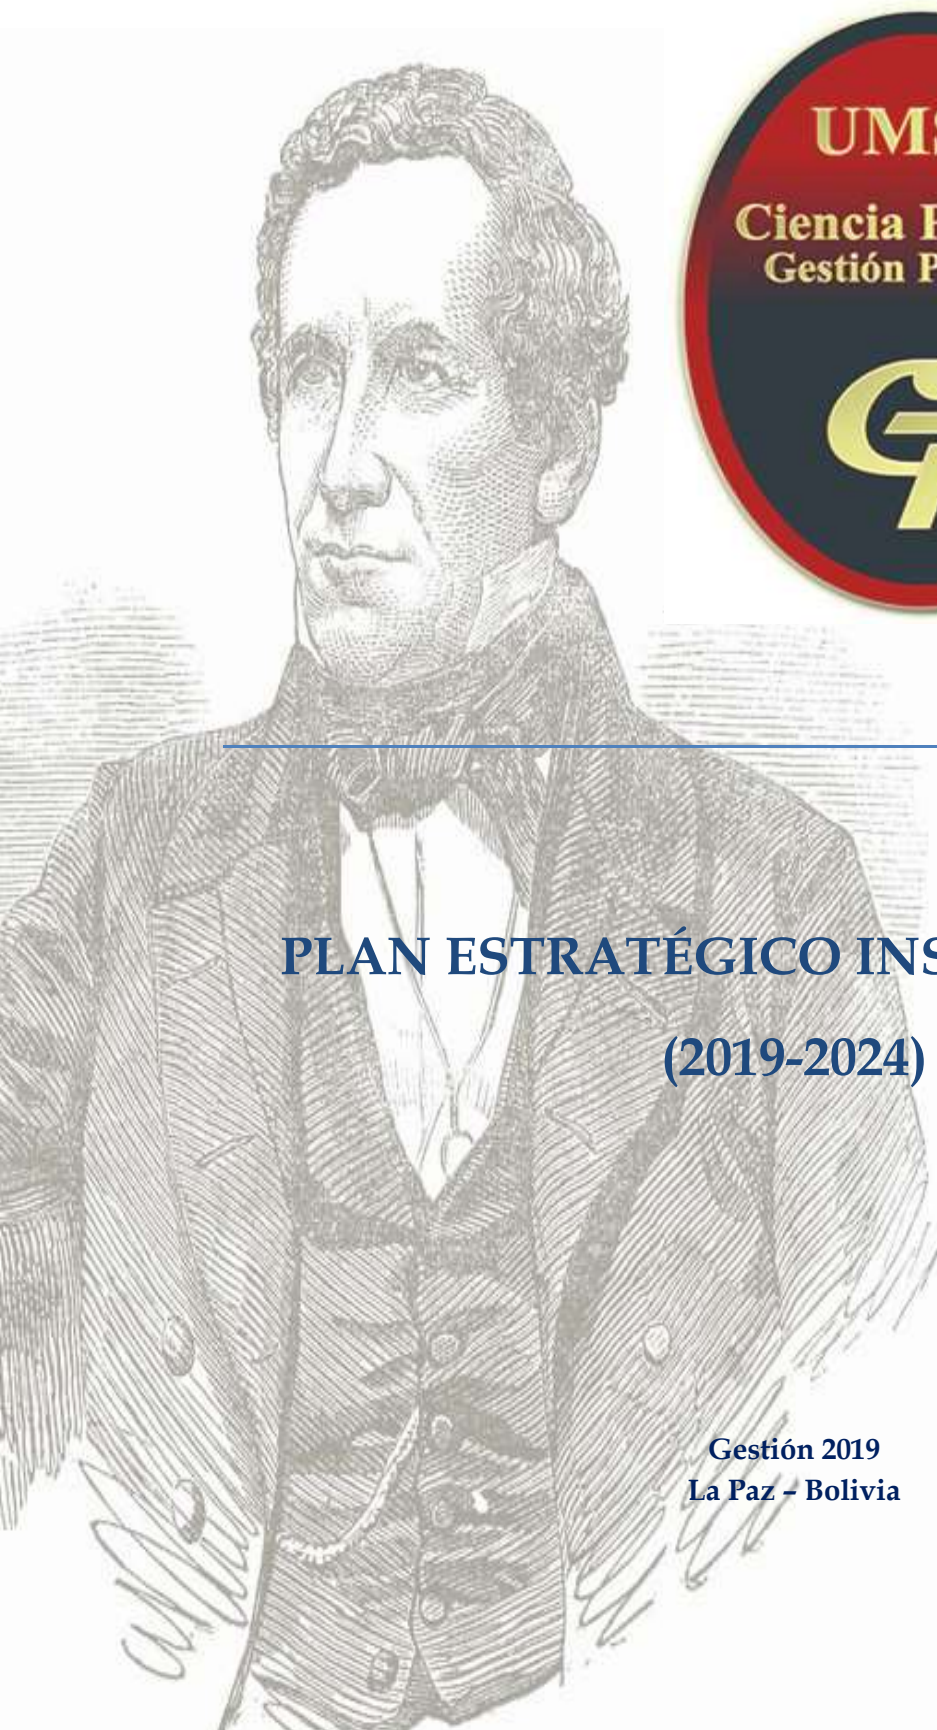 UMS
Ciencia P
Gestión P
PLAN ESTRATÉGICO INS
(2019-2024)
Gestión 2019
La Paz – Bolivia